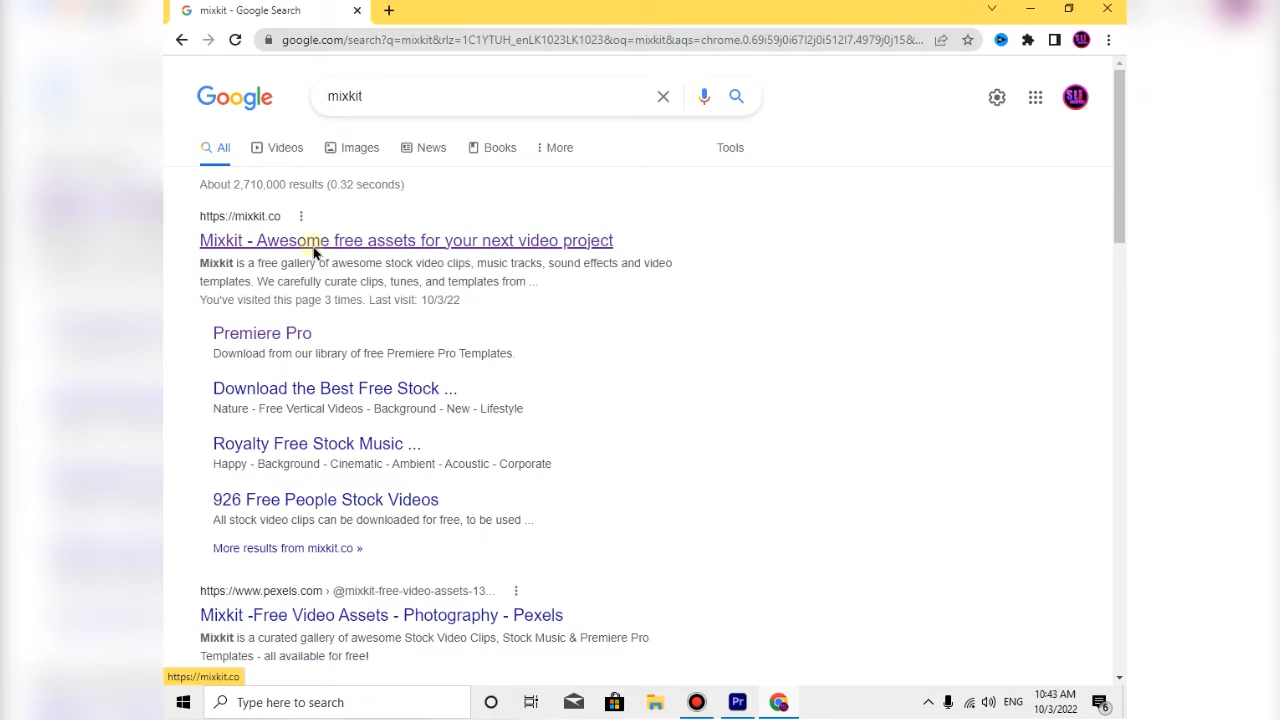 mixkit - Google Search
google.com/search?q=mixkit&rlz=1C1YTUH_enLK1023LK1023&oq=mixkit&aqs=chrome.0.69i59j0i67l2j0i512l7.4979j0j15&...
Google
mixkit
SLE
All
Videos
Images
News
Books
More
Tools
About 2,710,000 results (0.32 seconds)
https://mixkit.co
Mixkit - Awesome free assets for your next video project
Mixkit is a free gallery of awesome stock video clips, music tracks, sound effects and video
templates. We carefully curate clips, tunes, and templates from ...
You've visited this page 3 times. Last visit: 10/3/22
Premiere Pro
Download from our library of free Premiere Pro Templates.
Download the Best Free Stock ...
Nature - Free Vertical Videos - Background - New - Lifestyle
Royalty Free Stock Music ...
Happy - Background - Cinematic - Ambient - Acoustic - Corporate
926 Free People Stock Videos
All stock video clips can be downloaded for free, to be used ...
More results from mixkit.co »
https://www.pexels.com › @mixkit-free-video-assets-13...
Mixkit -Free Video Assets - Photography - Pexels
Mixkit is a curated gallery of awesome Stock Video Clips, Stock Music & Premiere Pro
Templates - all available for free!
https://mixkit.co
Type here to search
Pr
ENG
10:43 AM
10/3/2022
6